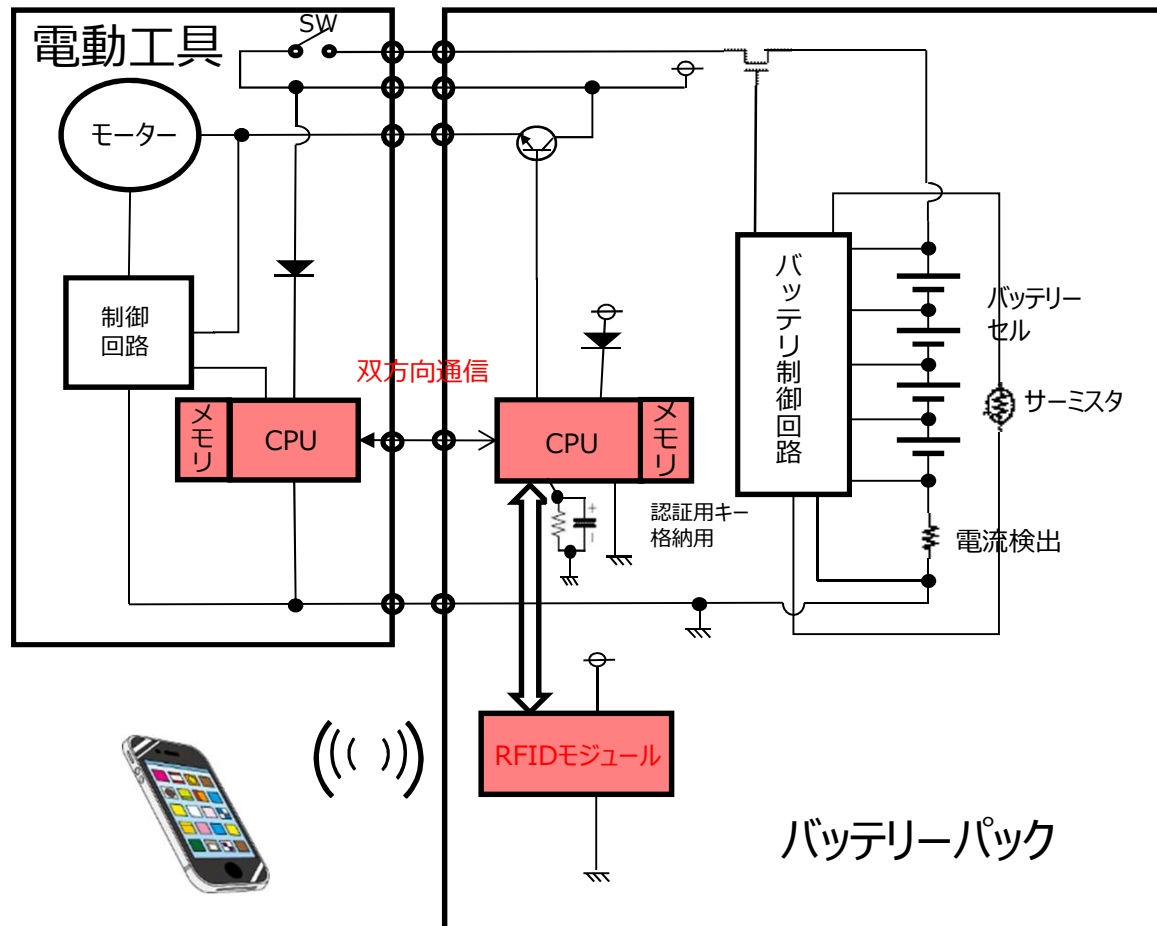 電動工具
SW
モーター
制御
回路
メモリ
CPU
双方向通信
CPU
メモリ
認証用キー
格納用
+
-
バッテリ制御回路
バッテリー
セル
サーミスタ
電流検出
RFIDモジュール
バッテリーパック